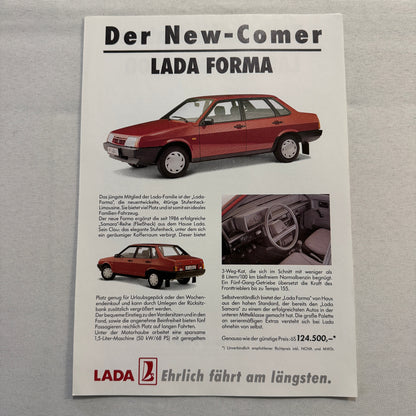 Der New-Comer
LADA FORMA
Das jüngste Mitglied der Lada-Familie ist der „Lada-
Forma", die neuentwickelte, 4türige Stufenheck-
Limousine. Sie bietet viel Platz und ist somit ein ideales
Familien-Fahrzeug.
Der neue Forma ergänzt die seit 1986 erfolgreiche
„Samara"-Reihe (Fließheck) aus dem Hause Lada.
Sein Clou: das elegante Stufenheck, unter dem sich
ein geräumiger Kofferraum verbirgt. Dieser bietet
Platz genug für Urlaubsgepäck oder den Wochen-
endeinkauf und kann durch Umlegen der Rücksitz-
bank zusätzlich vergrößert werden.
Der bequeme Einstieg zu den Vordersitzen und in den
Fond, sowie die angenehme Beinfreiheit bieten fünf
Passagieren reichlich Platz auf langen Fahrten.
Unter der Motorhaube arbeitet eine sparsame
1,5-Liter-Maschine (50 kW/68 PS) mit geregeltem
3-Weg-Kat, die sich im Schnitt mit weniger als
8 Litern/100 km bleifreiem Normalbenzin begnügt.
Ein Fünf-Gang-Getriebe übersetzt die Kraft des
Fronttrieblers bis zu Tempo 155.
Selbstverständlich bietet der „Lada Forma" von Haus
aus den hohen Standard, der bereits den „Lada
Samara" zu einem der erfolgreichsten Autos in der
unteren Mittelklasse gemacht hat. Die große Palette
an serienmäßigen Extras versteht sich bei Lada
ohnehin von selbst.
Genauso wie der günstige Preis: öS 124.500,–*
*) Unverbindlich empfohlener Richtpreis inkl. NOVA und MWSt.
LADA Ehrlich fährt am längsten.